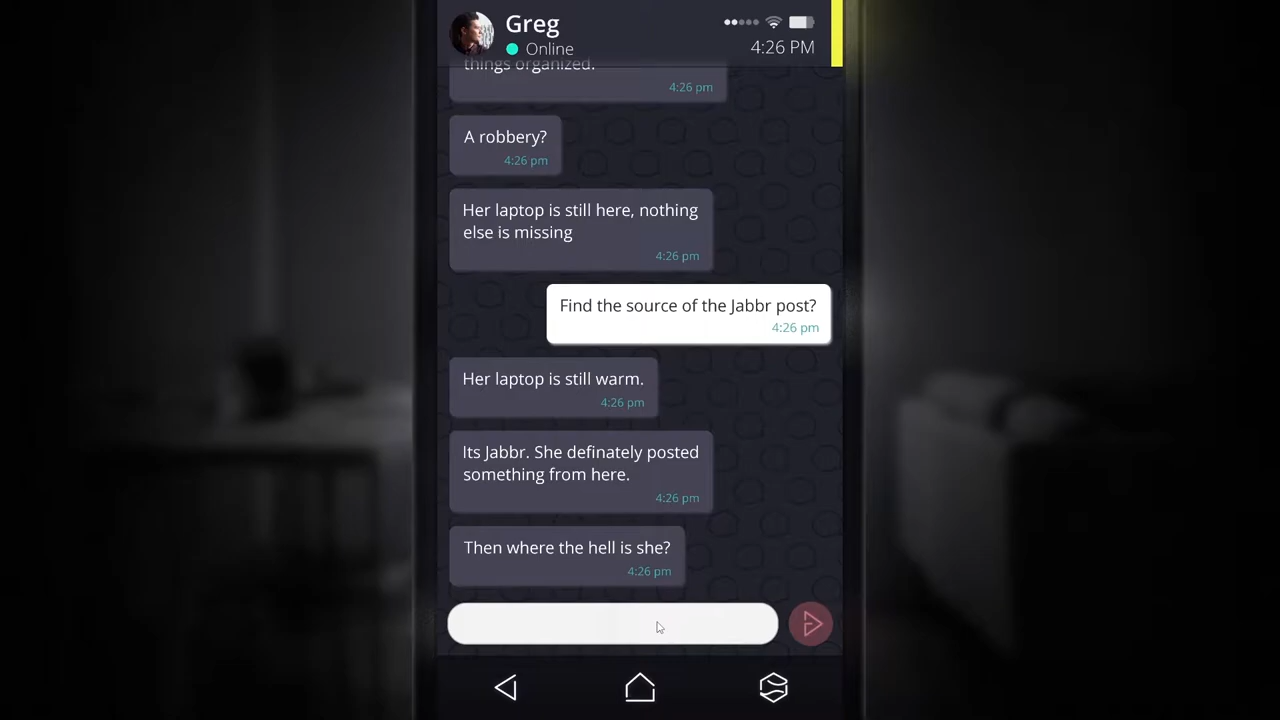 Greg
Online
4:26 PM
things organized.
4:26 pm
A robbery?
4:26 pm
Her laptop is still here, nothing
else is missing
4:26 pm
Find the source of the Jabbr post?
4:26 pm
Her laptop is still warm.
4:26 pm
Its Jabbr. She definately posted
something from here.
4:26 pm
Then where the hell is she?
4:26 pm